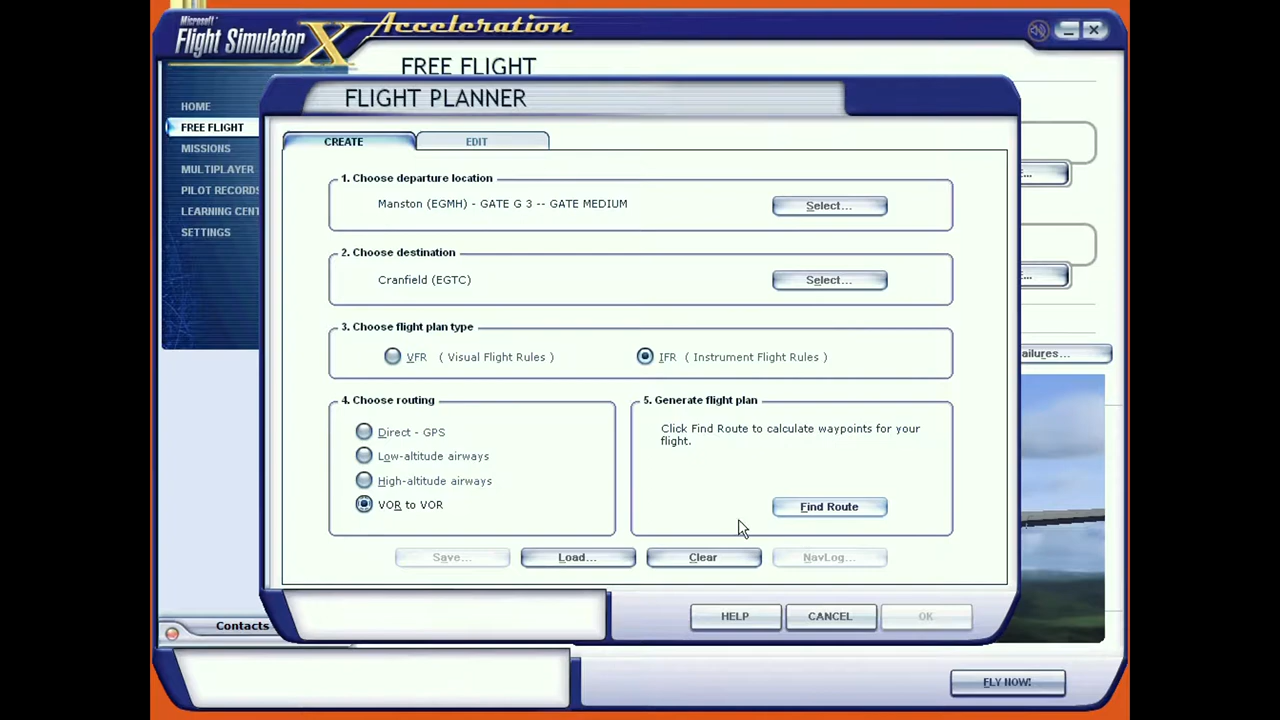 Microsoft
Flight Simulator X Acceleration
FREE FLIGHT
FLIGHT PLANNER
HOME
FREE FLIGHT
MISSIONS
MULTIPLAYER
PILOT RECORDS
LEARNING CENT
SETTINGS
CREATE
EDIT
1. Choose departure location
Manston (EGMH) - GATE G 3 -- GATE MEDIUM
Select...
2. Choose destination
Cranfield (EGTC)
Select...
3. Choose flight plan type
VFR ( Visual Flight Rules )
IFR ( Instrument Flight Rules )
4. Choose routing
Direct - GPS
Low-altitude airways
High-altitude airways
VOR to VOR
5. Generate flight plan
Click Find Route to calculate waypoints for your
flight.
Find Route
Save...
Load...
Clear
NavLog...
HELP
CANCEL
OK
Contacts
FLY NOW!